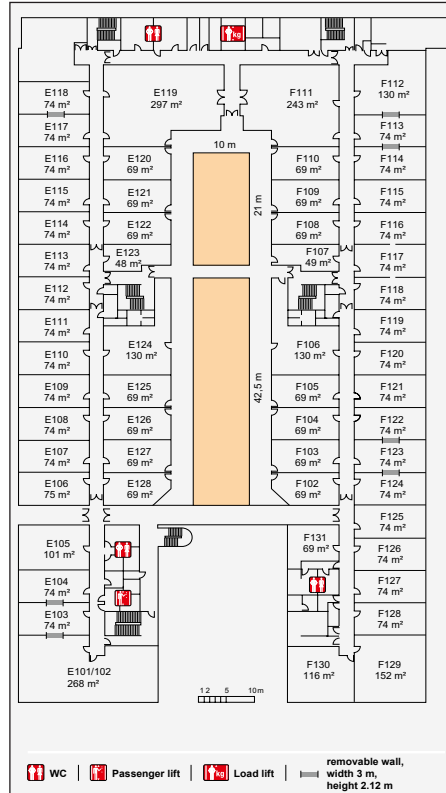 kg
E118
74 m²
E119
297 m²
F111
243 m²
F112
130 m²
E117
74 m²
F113
74 m²
10 m
E116
74 m²
E120
69 m²
F110
69 m²
F114
74 m²
E115
74 m²
E121
69 m²
21 m
F109
69 m²
F115
74 m²
E114
74 m²
E122
69 m²
F108
69 m²
F116
74 m²
E113
74 m²
E123
48 m²
F107
49 m²
F117
74 m²
E112
74 m²
F118
74 m²
E111
74 m²
F119
74 m²
E110
74 m²
E124
130 m²
F106
130 m²
F120
74 m²
E109
74 m²
E125
69 m²
42,5 m
F105
69 m²
F121
74 m²
E108
74 m²
E126
69 m²
F104
69 m²
F122
74 m²
E107
74 m²
E127
69 m²
F103
69 m²
F123
74 m²
E106
75 m²
E128
69 m²
F102
69 m²
F124
74 m²
F125
74 m²
E105
101 m²
F131
69 m²
F126
74 m²
E104
74 m²
F127
74 m²
E103
74 m²
F128
74 m²
E101/102
268 m²
F130
116 m²
F129
152 m²
1 2 5 10 m
WC
Passenger lift
kg
Load lift
removable wall,
width 3 m,
height 2.12 m